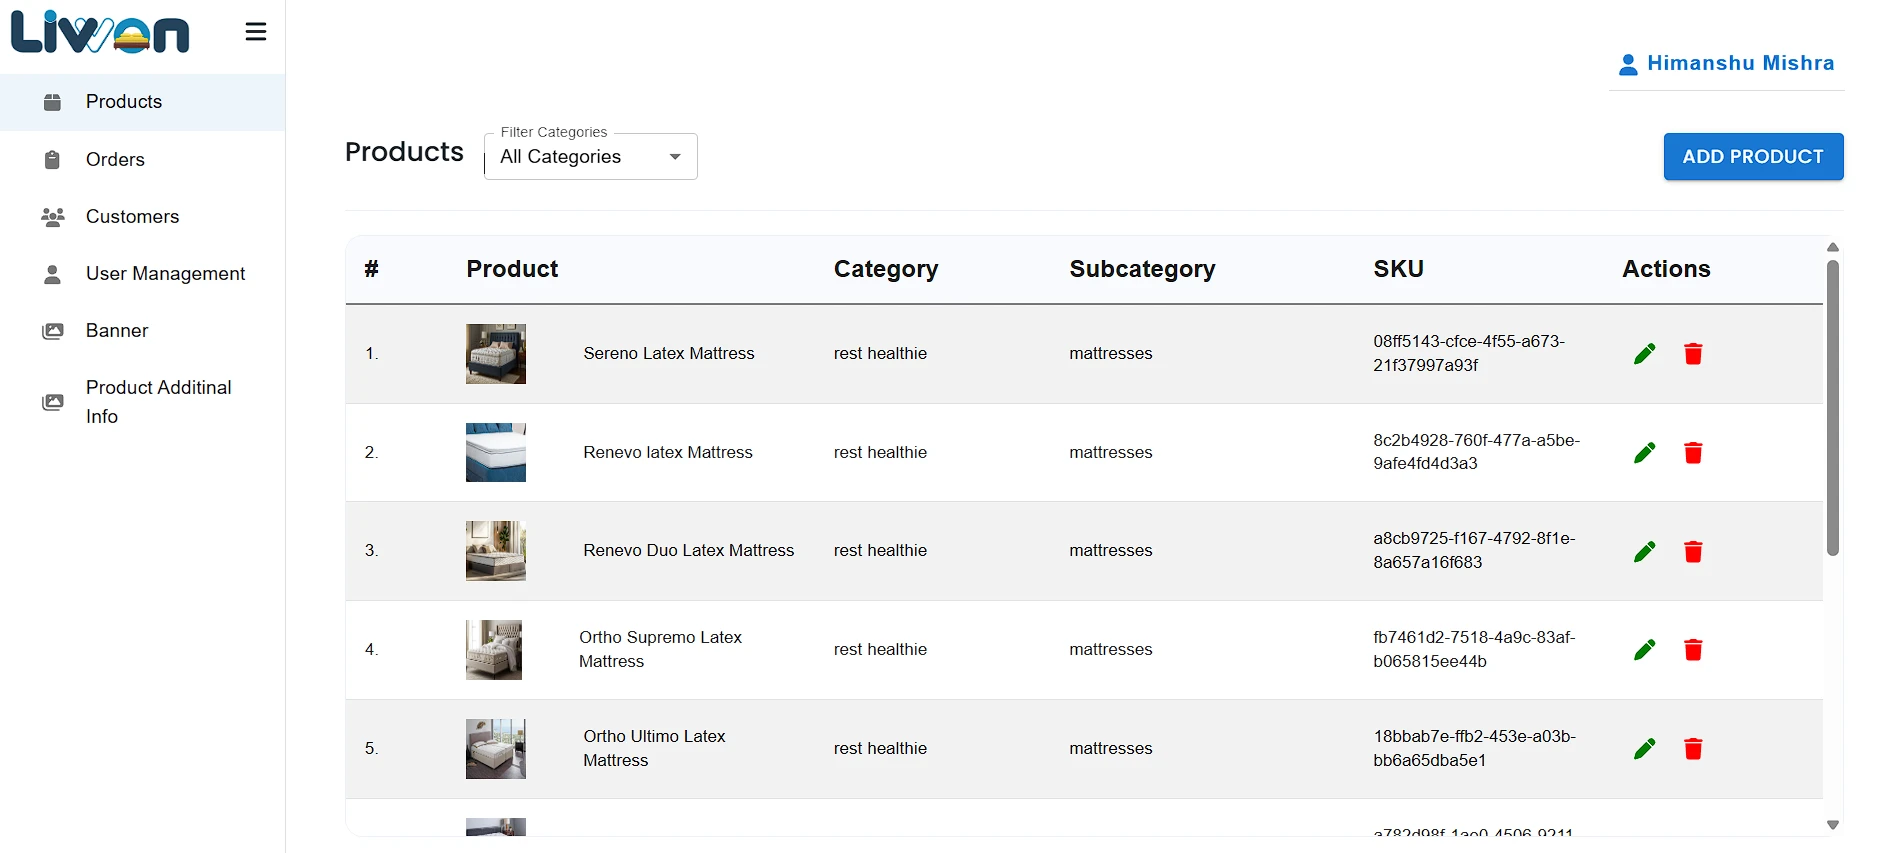 Liwon
Products
Orders
Customers
User Management
Banner
Product Additinal
Info
Himanshu Mishra
Products
Filter Categories
All Categories
ADD PRODUCT
# Product Category Subcategory SKU Actions
1. Sereno Latex Mattress rest healthie mattresses 08ff5143-cfce-4f55-a673-
21f37997a93f
2. Renevo latex Mattress rest healthie mattresses 8c2b4928-760f-477a-a5be-
9afe4fd4d3a3
3. Renevo Duo Latex Mattress rest healthie mattresses a8cb9725-f167-4792-8f1e-
8a657a16f683
4. Ortho Supremo Latex
Mattress rest healthie mattresses fb7461d2-7518-4a9c-83af-
b065815ee44b
5. Ortho Ultimo Latex
Mattress rest healthie mattresses 18bbab7e-ffb2-453e-a03b-
bb6a65dba5e1